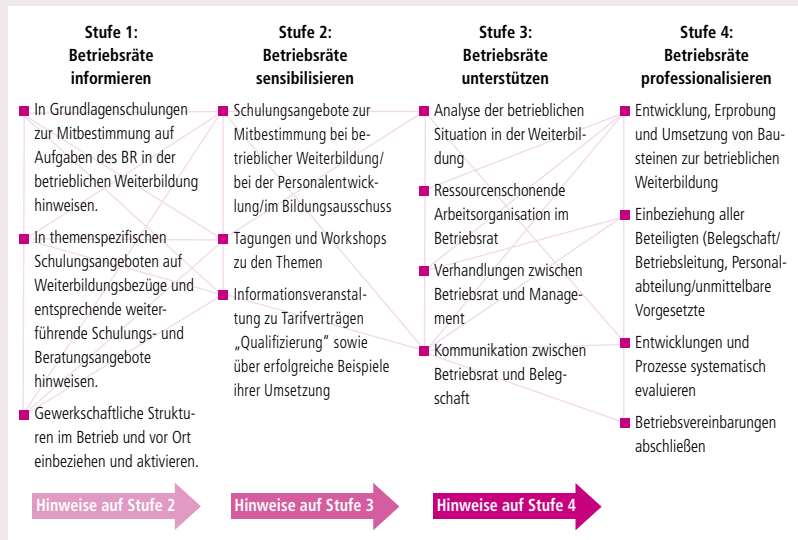 Stufe 1:
Betriebsräte
informieren
In Grundlagenschulungen
zur Mitbestimmung auf
Aufgaben des BR in der
betrieblichen Weiterbildung
hinweisen.
In themenspezifischen
Schulungsangeboten auf
Weiterbildungsbezüge und
entsprechende weiter-
führende Schulungs- und
Beratungsangebote
hinweisen.
Gewerkschaftliche Struktu-
ren im Betrieb und vor Ort
einbeziehen und aktivieren.
Hinweise auf Stufe 2
Stufe 2:
Betriebsräte
sensibilisieren
Schulungsangebote zur
Mitbestimmung bei be-
trieblicher Weiterbildung/
bei der Personalentwick-
lung/im Bildungsausschuss
Tagungen und Workshops
zu den Themen
Informationsveranstal-
tung zu Tarifverträgen
„Qualifizierung“ sowie
über erfolgreiche Beispiele
ihrer Umsetzung
Hinweise auf Stufe 3
Stufe 3:
Betriebsräte
unterstützen
Analyse der betrieblichen
Situation in der Weiterbil-
dung
Ressourcenschonende
Arbeitsorganisation im
Betriebsrat
Verhandlungen zwischen
Betriebsrat und Manage-
ment
Kommunikation zwischen
Betriebsrat und Beleg-
schaft
Hinweise auf Stufe 4
Stufe 4:
Betriebsräte
professionalisieren
Entwicklung, Erprobung
und Umsetzung von Bau-
steinen zur betrieblichen
Weiterbildung
Einbeziehung aller
Beteiligten (Belegschaft/
Betriebsleitung, Personal-
abteilung/unmittelbare
Vorgesetzte
Entwicklungen und
Prozesse systematisch
evaluieren
Betriebsvereinbarungen
abschließen